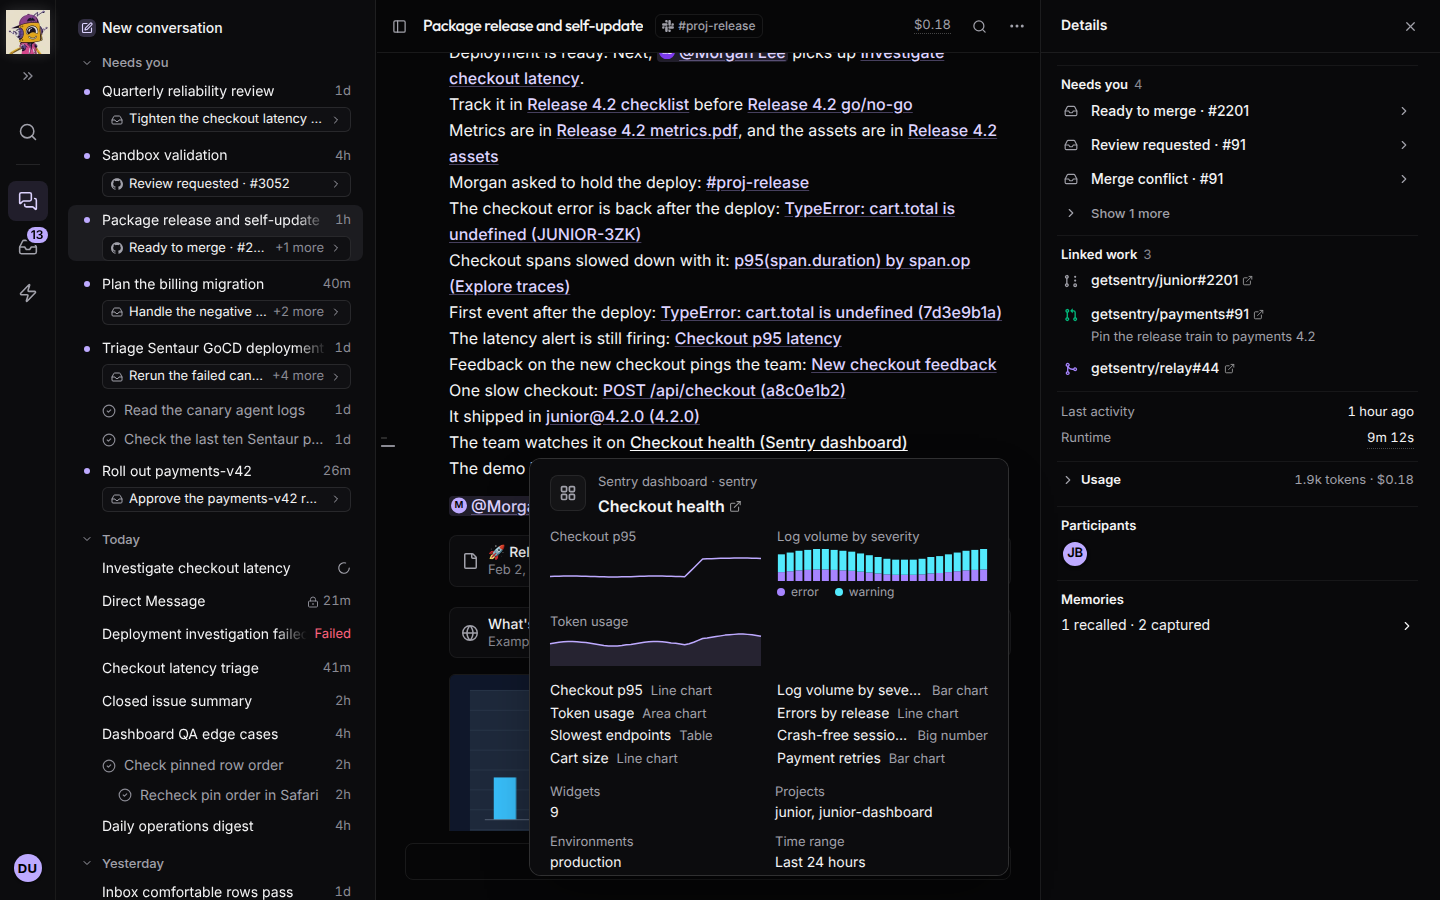 New conversation
Needs you
Quarterly reliability review 1d
Tighten the checkout latency ...
Sandbox validation 4h
Review requested · #3052
Package release and self-update 1h
Ready to merge · #2... +1 more
Plan the billing migration 40m
Handle the negative ... +2 more
Triage Sentaur GoCD deployment 1d
Rerun the failed can... +4 more
Read the canary agent logs 1d
Check the last ten Sentaur p... 1d
Roll out payments-v42 26m
Approve the payments-v42 r...
Today
Investigate checkout latency
Direct Message 21m
Deployment investigation failed Failed
Checkout latency triage 41m
Closed issue summary 2h
Dashboard QA edge cases 4h
Check pinned row order 2h
Recheck pin order in Safari 2h
Daily operations digest 4h
Yesterday
Inbox comfortable rows pass 1d
13
DU
Package release and self-update #proj-release $0.18
Deployment is ready. Next, @Morgan Lee picks up investigate
checkout latency.
Track it in Release 4.2 checklist before Release 4.2 go/no-go
Metrics are in Release 4.2 metrics.pdf, and the assets are in Release 4.2
assets
Morgan asked to hold the deploy: #proj-release
The checkout error is back after the deploy: TypeError: cart.total is
undefined (JUNIOR-3ZK)
Checkout spans slowed down with it: p95(span.duration) by span.op
(Explore traces)
First event after the deploy: TypeError: cart.total is undefined (7d3e9b1a)
The latency alert is still firing: Checkout p95 latency
Feedback on the new checkout pings the team: New checkout feedback
One slow checkout: POST /api/checkout (a8c0e1b2)
It shipped in junior@4.2.0 (4.2.0)
The team watches it on Checkout health (Sentry dashboard)
The demo
M @Morga
🚀 Rel
Feb 2,
What's
Examp
Sentry dashboard · sentry
Checkout health
Checkout p95
Log volume by severity
error warning
Token usage
Checkout p95 Line chart
Log volume by seve... Bar chart
Token usage Area chart
Errors by release Line chart
Slowest endpoints Table
Crash-free sessio... Big number
Cart size Line chart
Payment retries Bar chart
Widgets
9
Projects
junior, junior-dashboard
Environments
production
Time range
Last 24 hours
Details
Needs you 4
Ready to merge · #2201
Review requested · #91
Merge conflict · #91
Show 1 more
Linked work 3
getsentry/junior#2201
getsentry/payments#91
Pin the release train to payments 4.2
getsentry/relay#44
Last activity 1 hour ago
Runtime 9m 12s
Usage 1.9k tokens · $0.18
Participants
JB
Memories
1 recalled · 2 captured